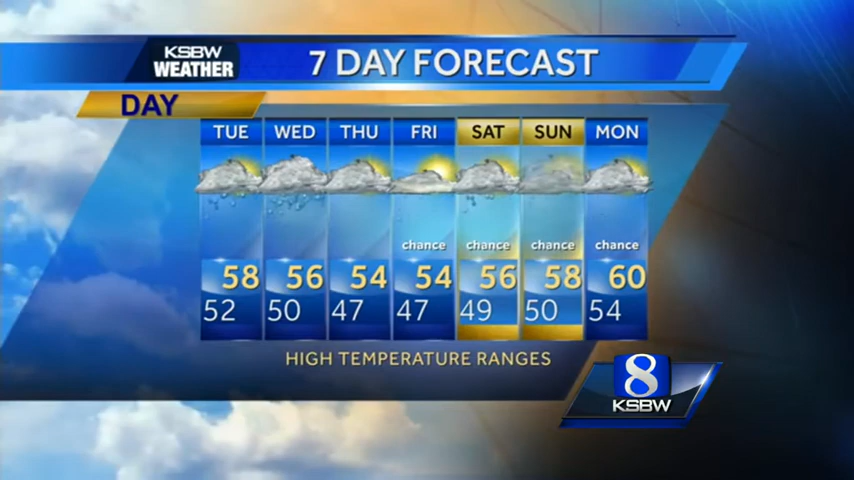 KSBW
WEATHER
7 DAY FORECAST
DAY
TUE WED THU FRI SAT SUN MON
chance chance chance chance
58 56 54 54 56 58 60
52 50 47 47 49 50 54
HIGH TEMPERATURE RANGES
8
KSBW